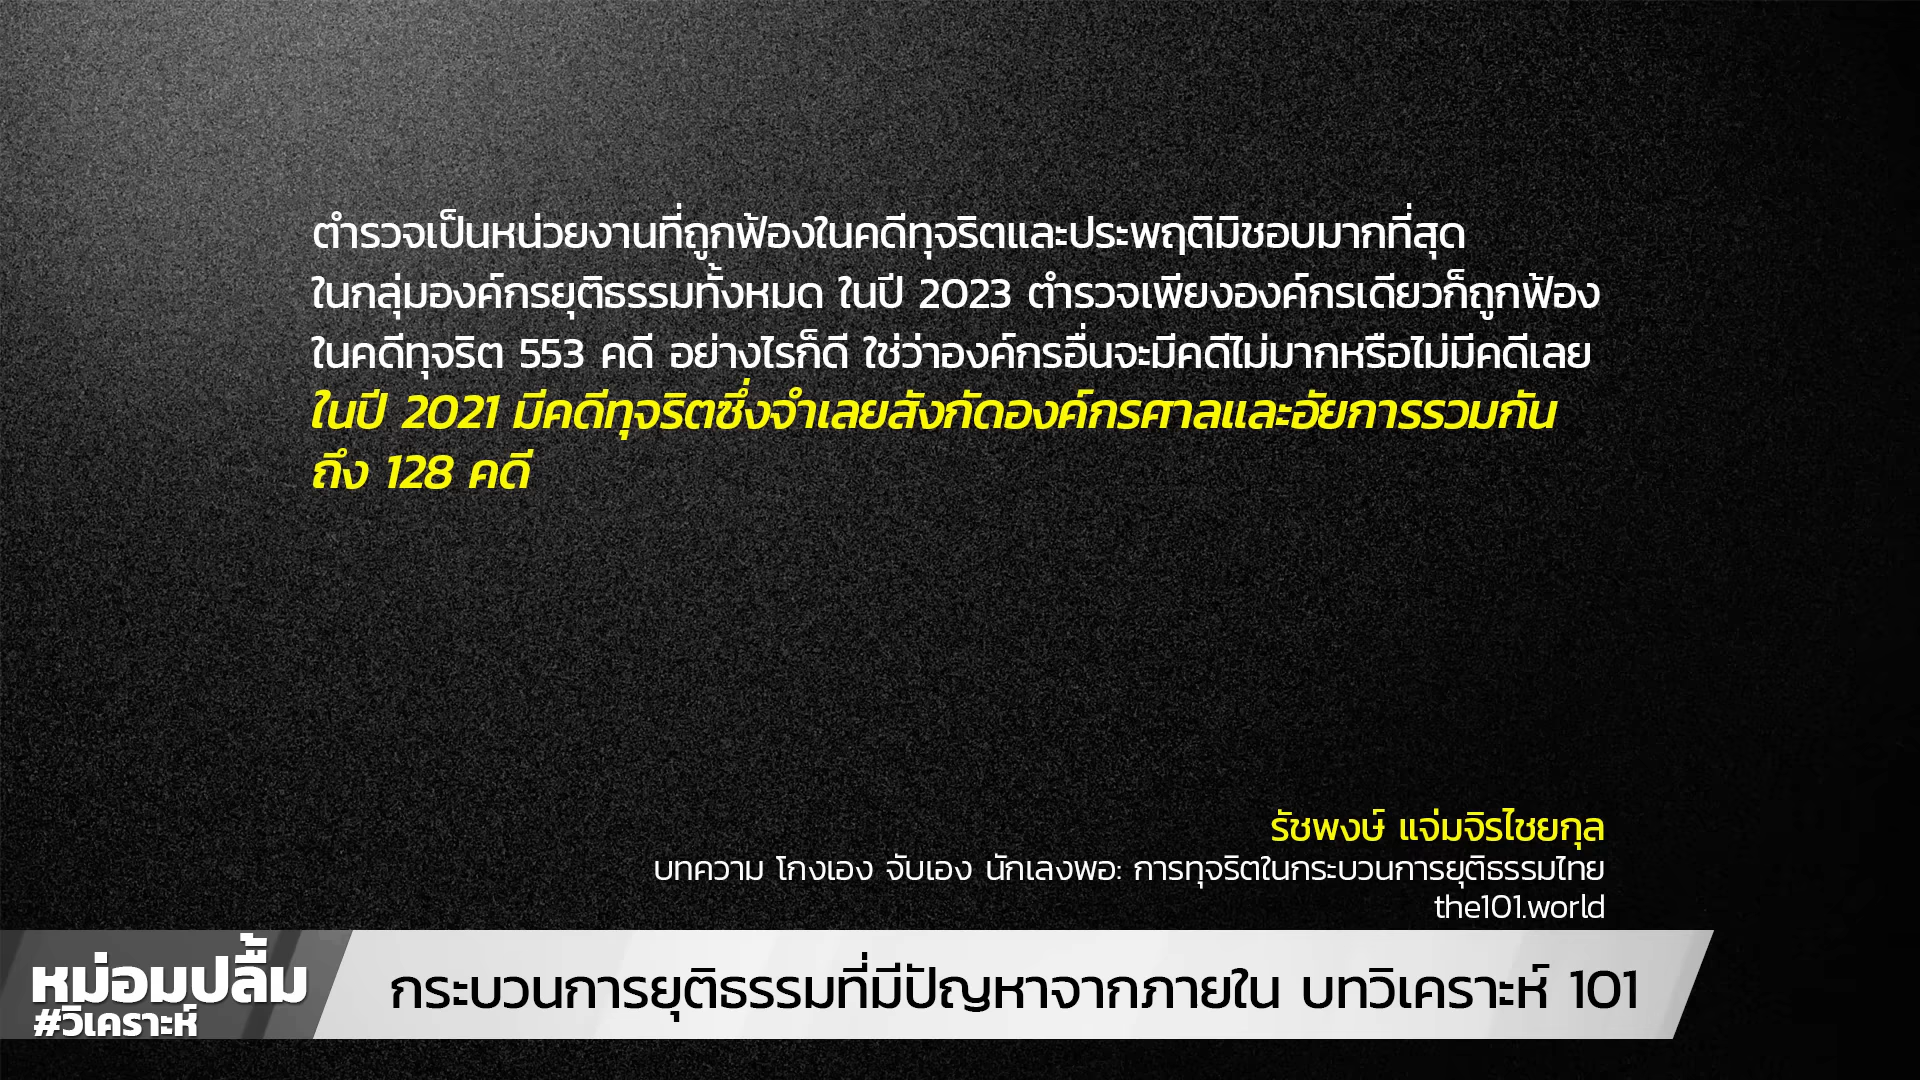 ตำรวจเป็นหน่วยงานที่ถูกฟ้องในคดีทุจริตและประพฤติมิชอบมากที่สุด
ในกลุ่มองค์กรยุติธรรมทั้งหมด ในปี 2023 ตำรวจเพียงองค์กรเดียวก็ถูกฟ้อง
ในคดีทุจริต 553 คดี อย่างไรก็ดี ใช่ว่าองค์กรอื่นจะมีคดีไม่มากหรือไม่มีคดีเลย
ในปี 2021 มีคดีทุจริตซึ่งจำเลยสังกัดองค์กรศาลและอัยการรวมกัน
ถึง 128 คดี
รัชพงษ์ แจ่มจิรไชยกุล
บทความ โกงเอง จับเอง นักเลงพอ: การทุจริตในกระบวนการยุติธรรมไทย
the101.world
หม่อมปลื้ม
#วิเคราะห์
กระบวนการยุติธรรมที่มีปัญหาจากภายใน บทวิเคราะห์ 101